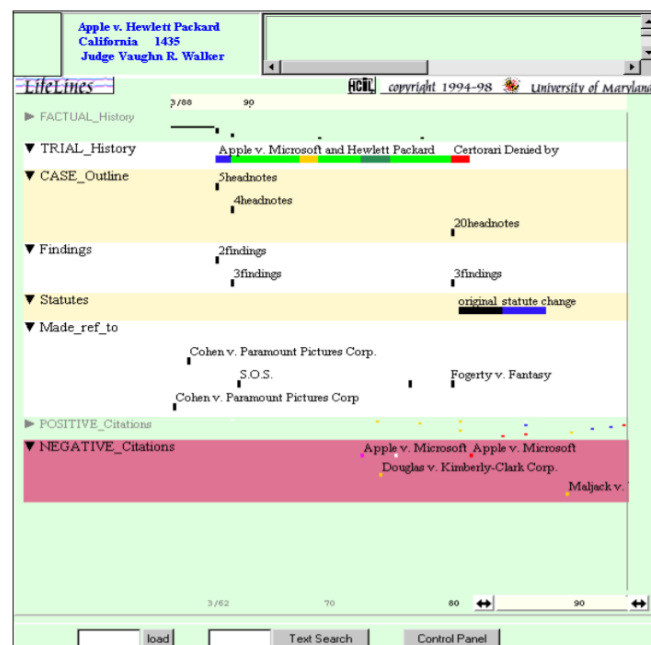 Apple v. Hewlett Packard
California 1435
Judge Vaughn R. Walker
LifeLines HCIL copyright 1994-98 University of Maryland
3/88 90
FACTUAL_History
TRIAL_History Apple v. Microsoft and Hewlett Packard Certorari Denied by
CASE_Outline 5headnotes
4headnotes
20headnotes
Findings 2findings
3findings 3findings
Statutes original statute change
Made_ref_to
Cohen v. Paramount Pictures Corp.
S.O.S. Fogerty v. Fantasy
Cohen v. Paramount Pictures Corp
POSITIVE_Citations
NEGATIVE_Citations Apple v. Microsoft Apple v. Microsoft
Douglas v. Kimberly-Clark Corp.
Maljack v.
3/62 70 80 90
load Text Search Control Panel